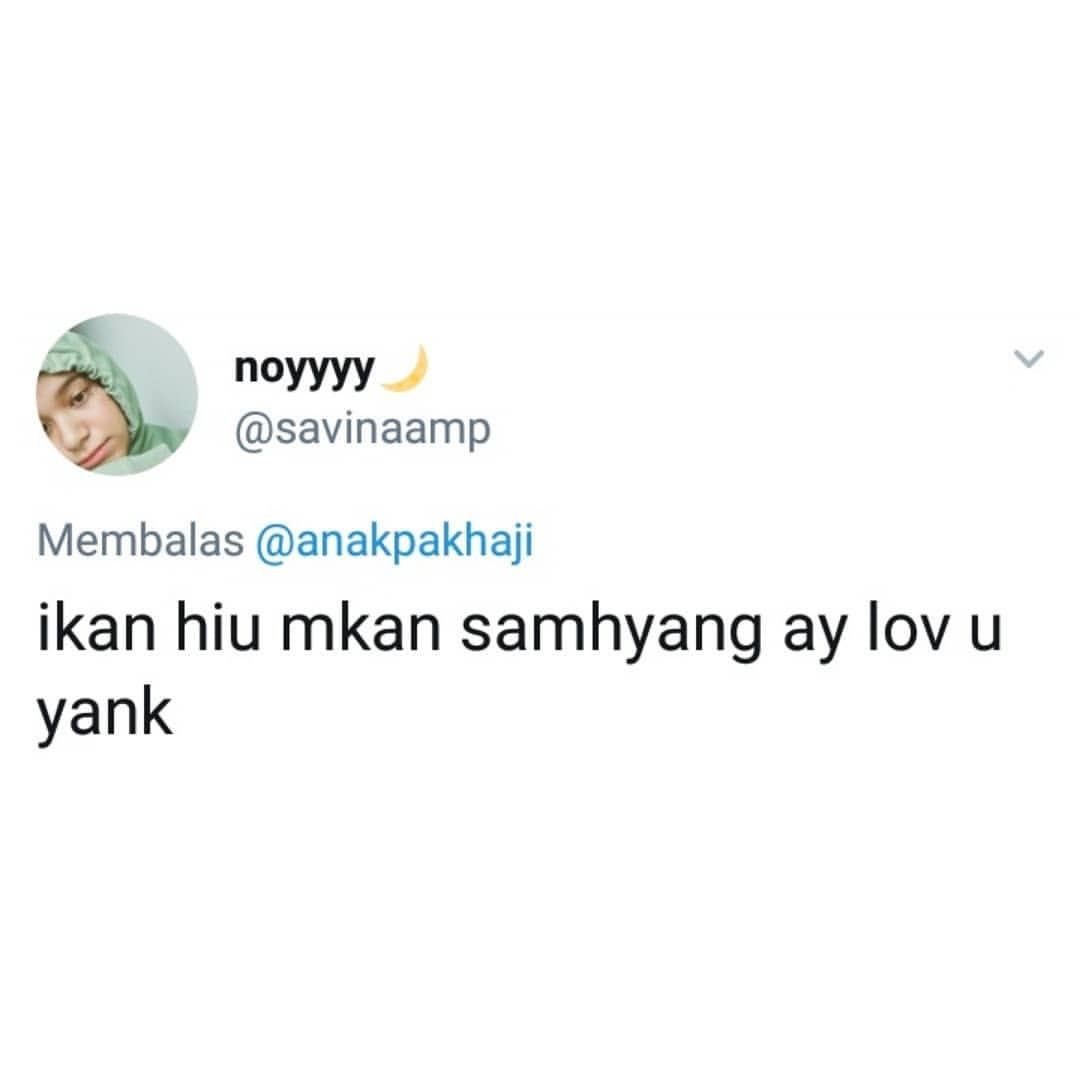 noyyyy🌙
@savinaamp
Membalas @anakpakhaji
ikan hiu mkan samhyang ay lov u
yank